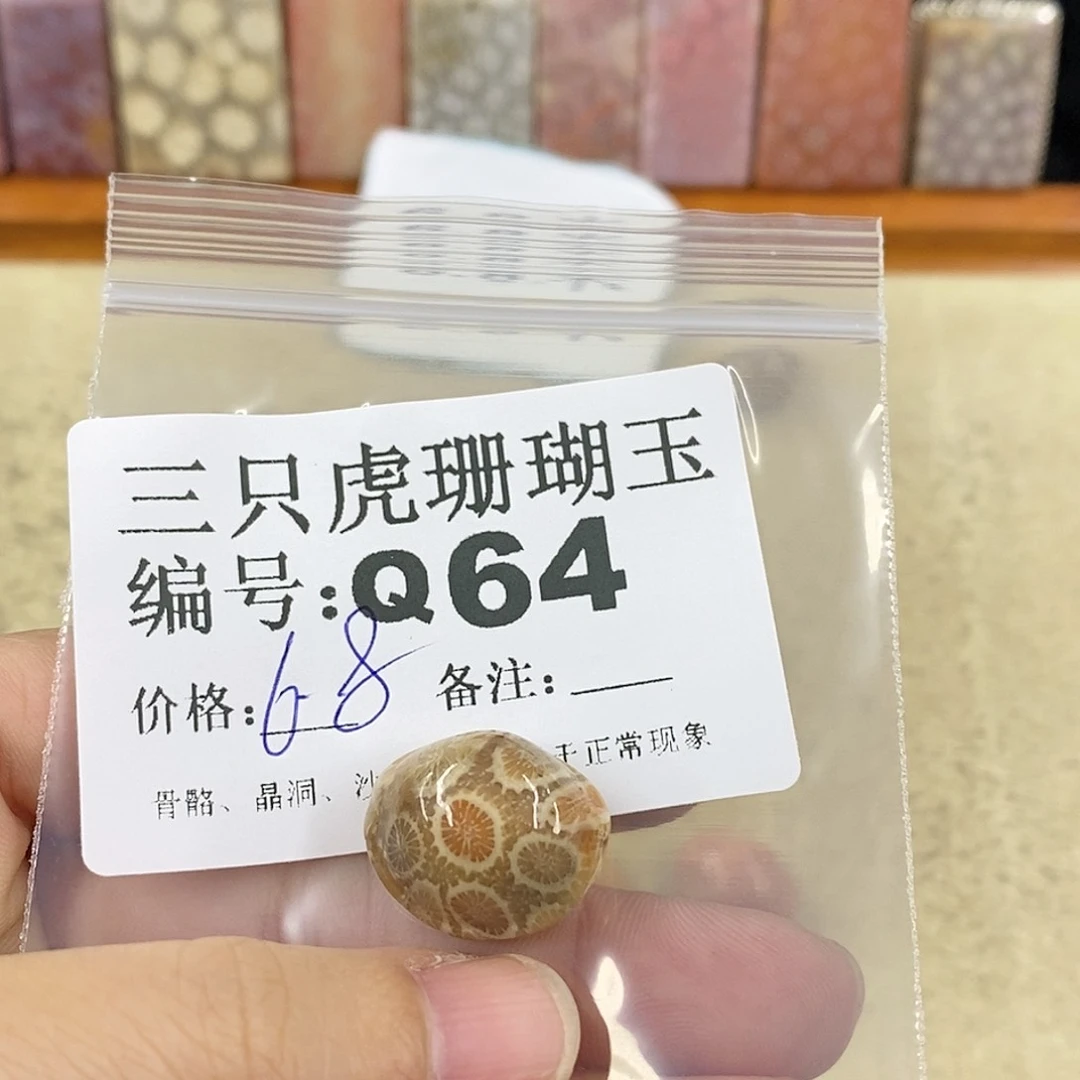 三只虎珊瑚玉
编号:Q64
价格:68 备注:
骨骼、晶洞、沙 于正常现象